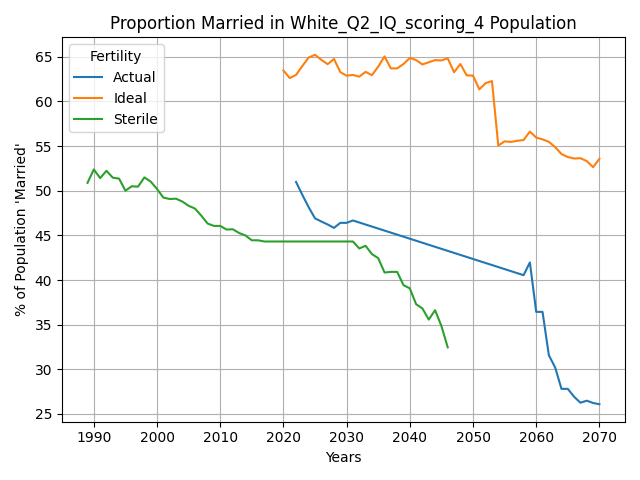 Proportion Married in White_Q2_IQ_scoring_4 Population
Fertility
Actual
Ideal
Sterile
% of Population 'Married'
65
60
55
50
45
40
35
30
25
1990
2000
2010
2020
2030
2040
2050
2060
2070
Years